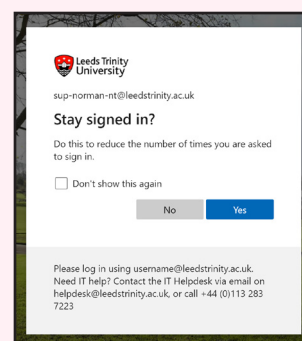 Leeds Trinity
University
sup-norman-nt@leedstrinity.ac.uk
Stay signed in?
Do this to reduce the number of times you are asked
to sign in.
Don't show this again
No
Yes
Please log in using username@leedstrinity.ac.uk.
Need IT help? Contact the IT Helpdesk via email on
helpdesk@leedstrinity.ac.uk, or call +44 (0)113 283
7223